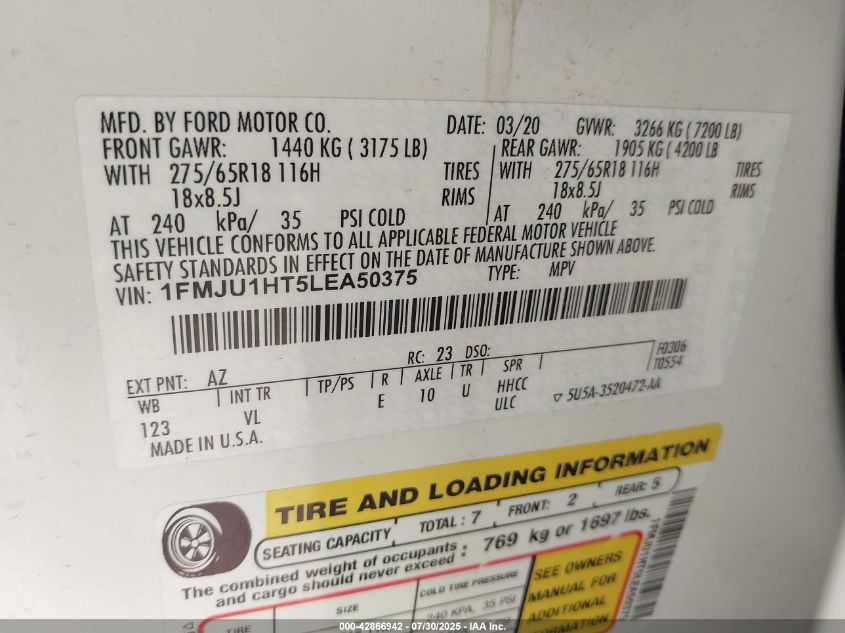 MFD. BY FORD MOTOR CO. DATE: 03/20 GVWR: 3266 KG ( 7200 LB)
FRONT GAWR: 1440 KG ( 3175 LB) REAR GAWR: 1905 KG ( 4200 LB
WITH 275/65R18 116H TIRES WITH 275/65R18 116H TIRES
18x8.5J RIMS 18x8.5J RIMS
AT 240 kPa/ 35 PSI COLD AT 240 kPa/ 35 PSI COLD
THIS VEHICLE CONFORMS TO ALL APPLICABLE FEDERAL MOTOR VEHICLE
SAFETY STANDARDS IN EFFECT ON THE DATE OF MANUFACTURE SHOWN ABOVE.
VIN: 1FMJU1HT5LEA50375 TYPE: MPV
RC: 23 DSO: F0306
EXT PNT: AZ T0554
WB INT TR TP/PS R AXLE TR SPR
123 VL E 10 U HHCC
ULC 5U5A-3520472-AA
MADE IN U.S.A.
TIRE AND LOADING INFORMATION
SEATING CAPACITY TOTAL : 7 FRONT: 2 REAR: 5
The combined weight of occupants : 769 kg or 1697 lbs.
and cargo should never exceed :
TIRE SIZE COLD TIRE PRESSURE SEE OWNERS
240 KPA, 35 PSI MANUAL FOR
ADDITIONAL
000-42866942 - 07/30/2025 - IAA Inc.